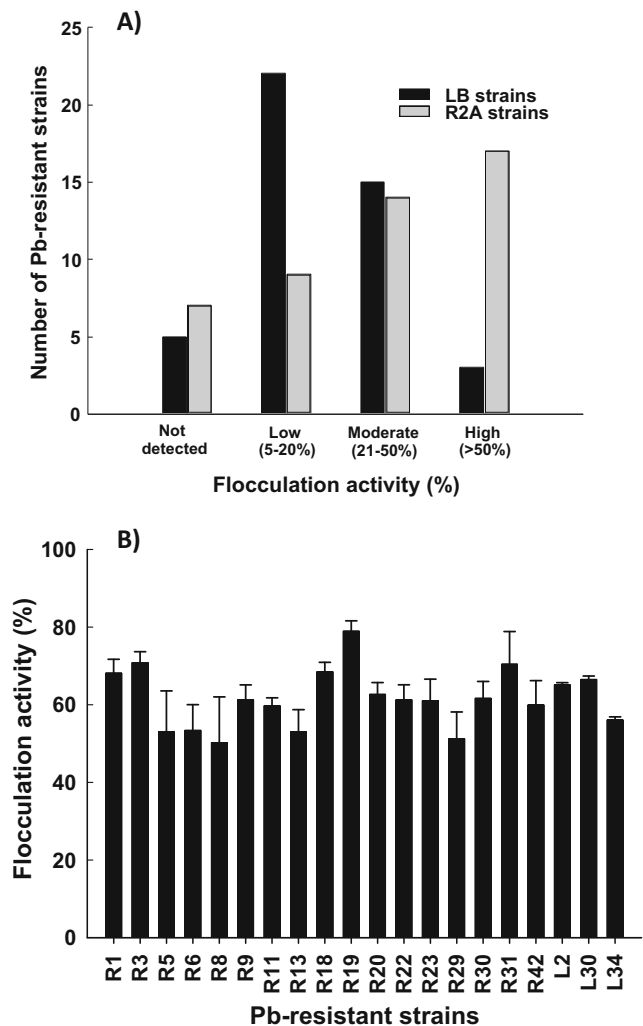 A)
25
20
15
10
5
0
Number of Pb-resistant strains
LB strains
R2A strains
Not detected
Low (5-20%)
Moderate (21-50%)
High (>50%)
Flocculation activity (%)
B)
100
80
60
40
20
0
Flocculation activity (%)
R1 R3 R5 R6 R8 R9 R11 R13 R18 R19 R20 R22 R23 R29 R30 R31 R42 L2 L30 L34
Pb-resistant strains